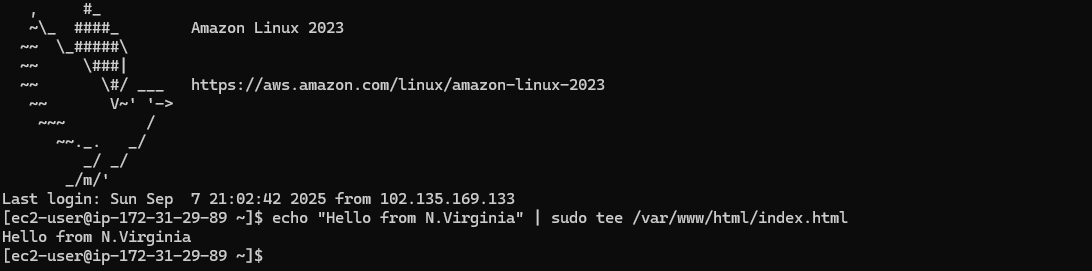 ,     #_
   ~\_  ####_        Amazon Linux 2023
  ~~  \_#####\
  ~~     \###|
  ~~       \#/ ___   https://aws.amazon.com/linux/amazon-linux-2023
   ~~       V~' '->
    ~~~         /
      ~~._.   _/
         _/ _/
       _/m/'
Last login: Sun Sep  7 21:02:42 2025 from 102.135.169.133
[ec2-user@ip-172-31-29-89 ~]$ echo "Hello from N.Virginia" | sudo tee /var/www/html/index.html
Hello from N.Virginia
[ec2-user@ip-172-31-29-89 ~]$